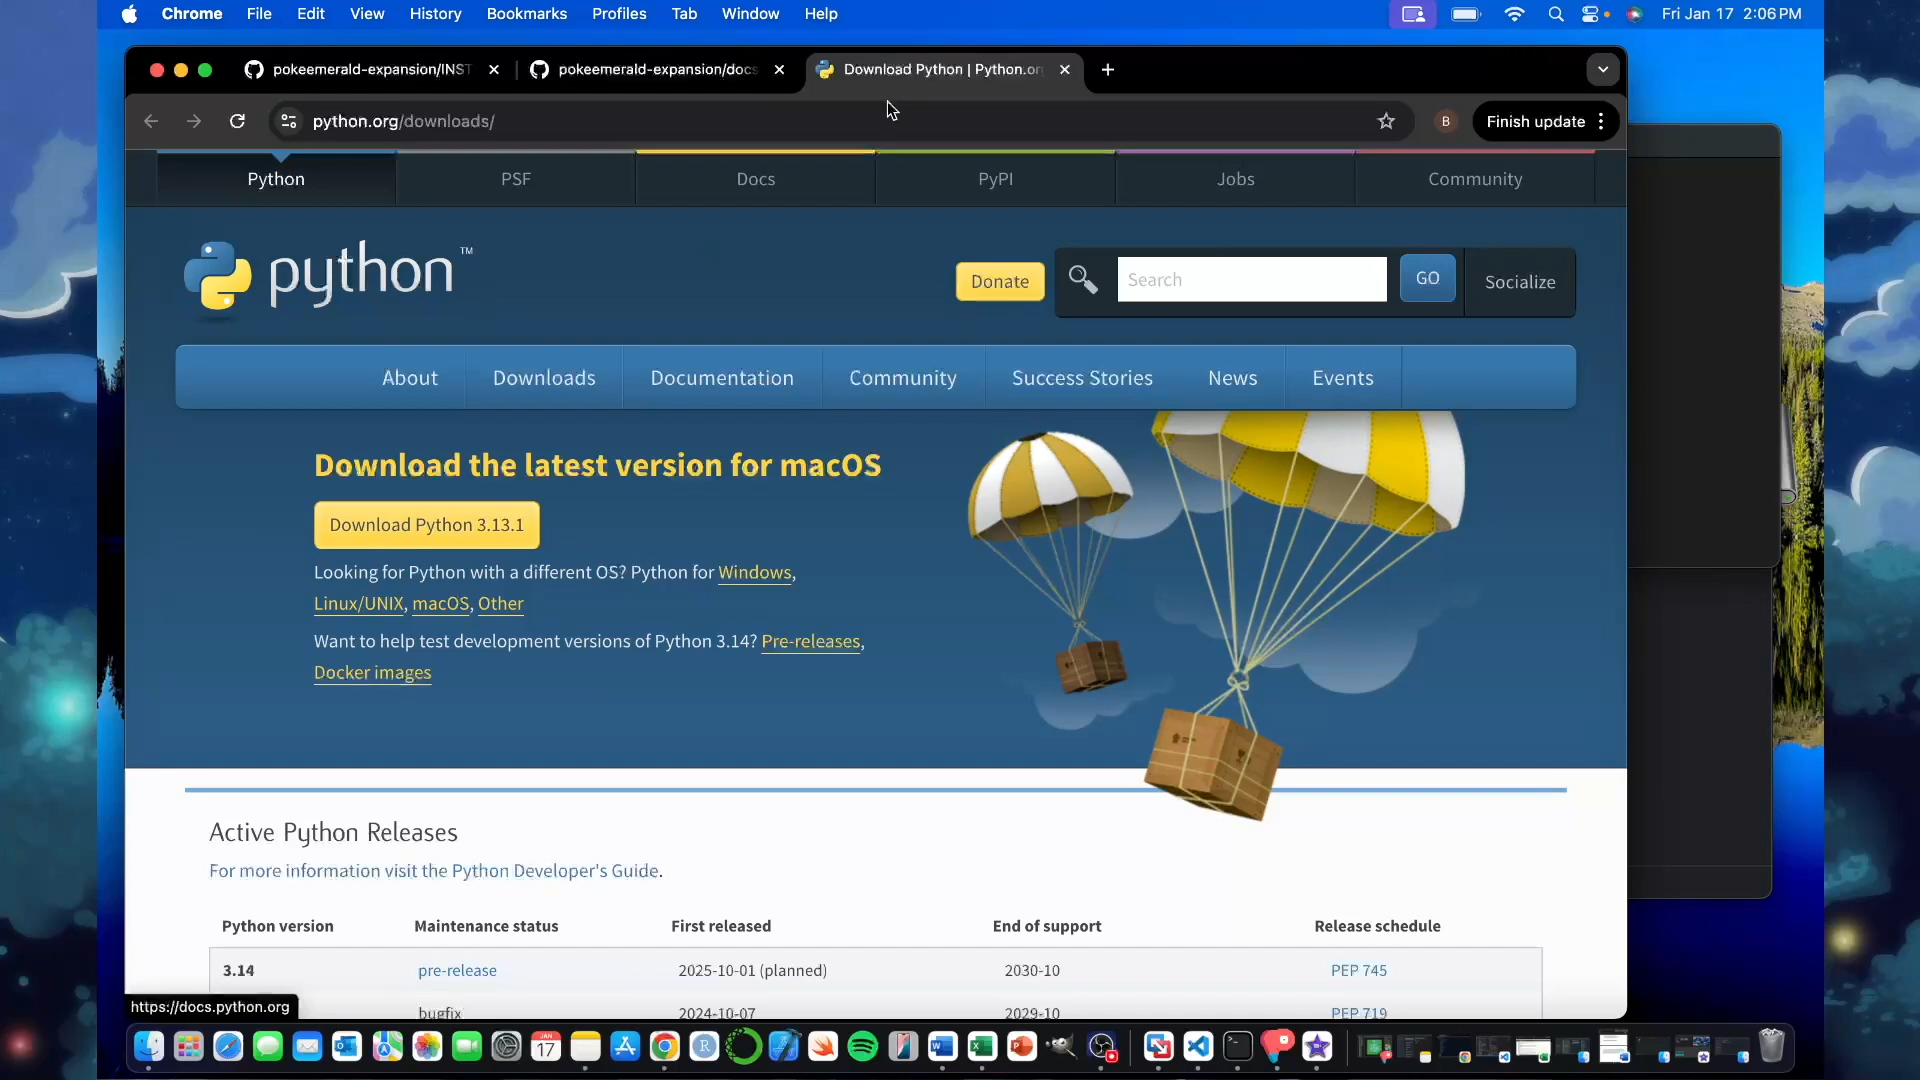 Chrome File Edit View History Bookmarks Profiles Tab Window Help Fri Jan 17 2:06 PM
pokeemerald-expansion/INST pokeemerald-expansion/docs Download Python | Python.or
python.org/downloads/ B Finish update
Python PSF Docs PyPI Jobs Community
python™ Donate Search GO Socialize
About Downloads Documentation Community Success Stories News Events
Download the latest version for macOS
Download Python 3.13.1
Looking for Python with a different OS? Python for Windows,
Linux/UNIX, macOS, Other
Want to help test development versions of Python 3.14? Pre-releases,
Docker images
Active Python Releases
For more information visit the Python Developer's Guide.
Python version Maintenance status First released End of support Release schedule
3.14 pre-release 2025-10-01 (planned) 2030-10 PEP 745
https://docs.python.org
bugfix 2024-10-07 2029-10 PEP 719
JAN
17